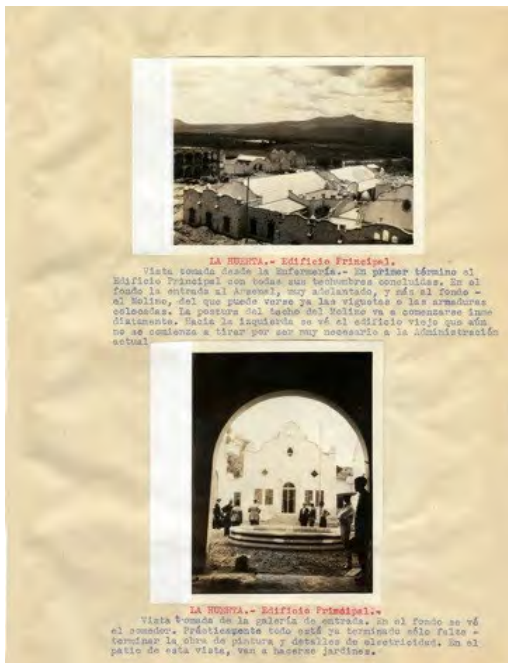 LA HUERTA.- Edificio Principal.
Vista tomada desde la Enfermería.- En primer término el
Edificio Principal con todas sus techumbres concluidas. En el
fondo la entrada al Arsenal, muy adelantado, y más al fondo -
el Molino, del que puede verse ya las viguetas o las armaduras
colocadas. La postura del techo del Molino va a comenzarse inme
diatamente. Hacia la izquierda se vé el edificio viejo que aún
no se comienza a tirar por ser muy necesario a la Administración
actual
LA HUERTA.- Edificio Principal.-
Vista tomada de la galería de entrada. En el fondo se vé
el comedor. Prácticamente todo está ya terminado sólo falta -
terminar la obra de pintura y detalles de electricidad. En el
patio de esta vista, van a hacerse jardines.